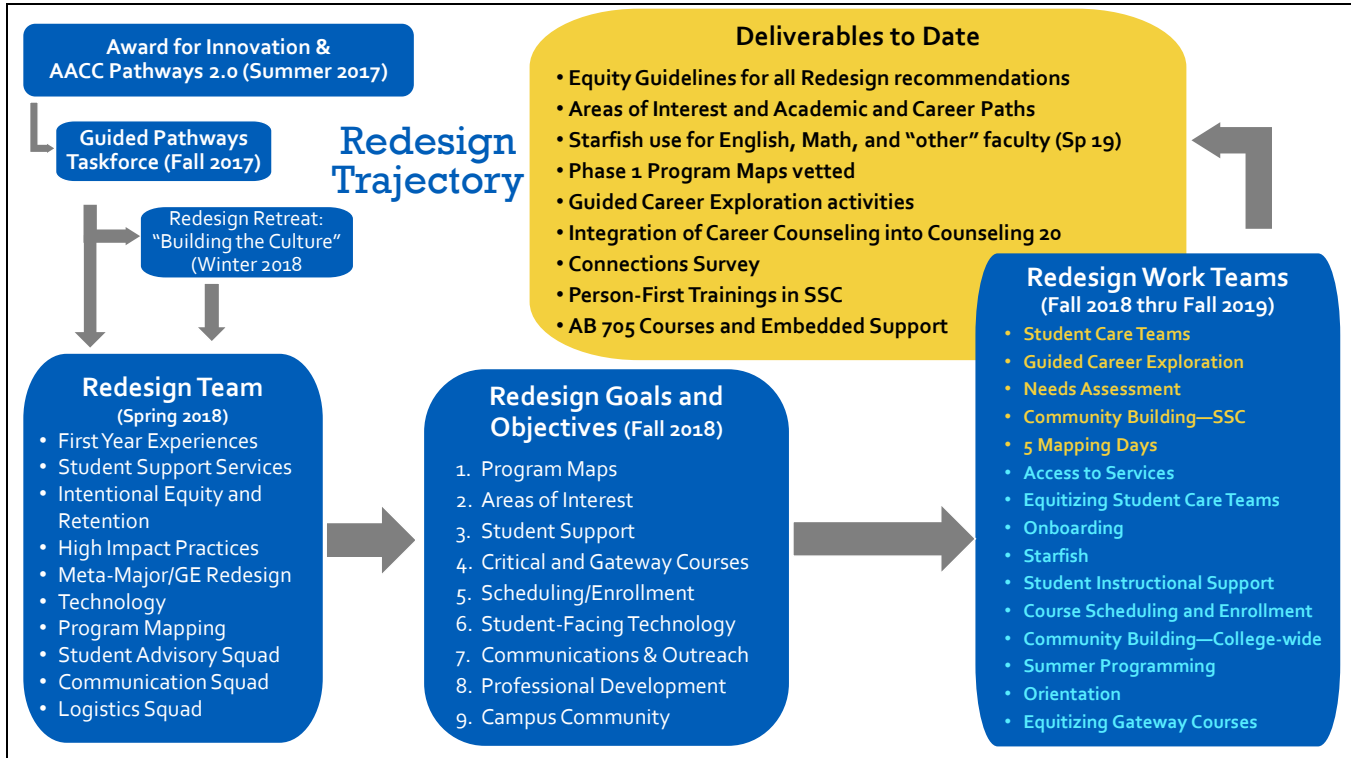 Award for Innovation &
AACC Pathways 2.0 (Summer 2017)
Guided Pathways
Taskforce (Fall 2017)
Redesign Retreat:
“Building the Culture”
(Winter 2018
Redesign
Trajectory
Redesign Team
(Spring 2018)
• First Year Experiences
• Student Support Services
• Intentional Equity and
Retention
• High Impact Practices
• Meta-Major/GE Redesign
• Technology
• Program Mapping
• Student Advisory Squad
• Communication Squad
• Logistics Squad
Redesign Goals and
Objectives (Fall 2018)
1. Program Maps
2. Areas of Interest
3. Student Support
4. Critical and Gateway Courses
5. Scheduling/Enrollment
6. Student-Facing Technology
7. Communications & Outreach
8. Professional Development
9. Campus Community
Redesign Work Teams
(Fall 2018 thru Fall 2019)
• Student Care Teams
• Guided Career Exploration
• Needs Assessment
• Community Building—SSC
• 5 Mapping Days
• Access to Services
• Equitizing Student Care Teams
• Onboarding
• Starfish
• Student Instructional Support
• Course Scheduling and Enrollment
• Community Building—College-wide
• Summer Programming
• Orientation
• Equitizing Gateway Courses
Deliverables to Date
• Equity Guidelines for all Redesign recommendations
• Areas of Interest and Academic and Career Paths
• Starfish use for English, Math, and “other” faculty (Sp 19)
• Phase 1 Program Maps vetted
• Guided Career Exploration activities
• Integration of Career Counseling into Counseling 20
• Connections Survey
• Person-First Trainings in SSC
• AB 705 Courses and Embedded Support